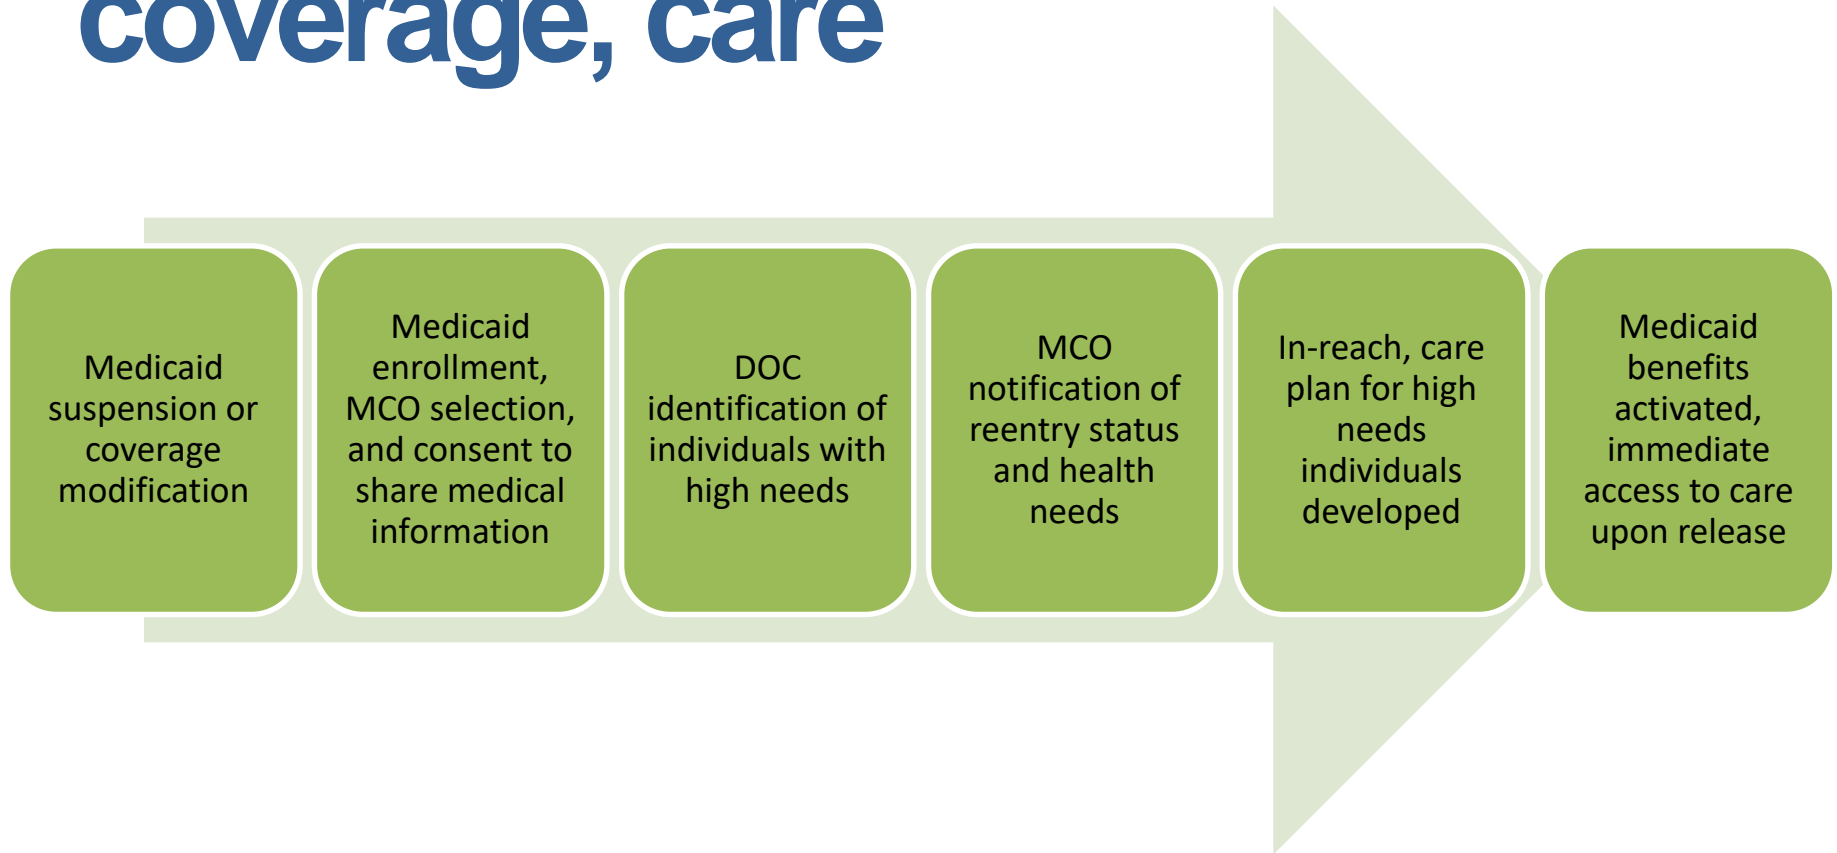 coverage, care
Medicaid
suspension or
coverage
modification
Medicaid
enrollment,
MCO selection,
and consent to
share medical
information
DOC
identification of
individuals with
high needs
MCO
notification of
reentry status
and health
needs
In-reach, care
plan for high
needs
individuals
developed
Medicaid
benefits
activated,
immediate
access to care
upon release